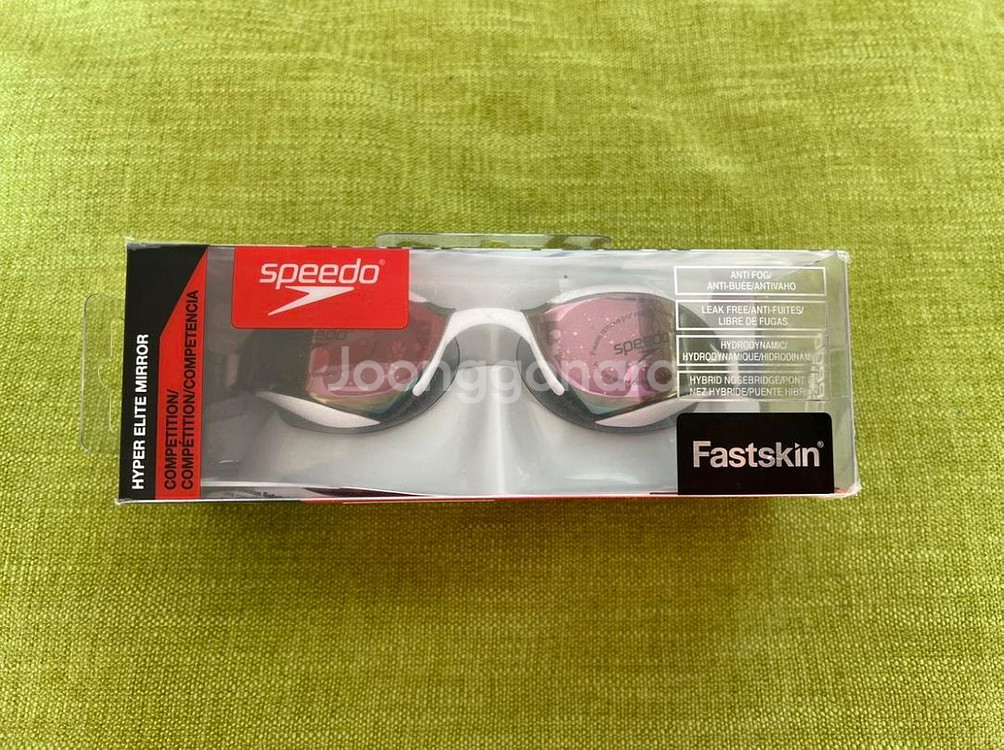 HYPER ELITE MIRROR
COMPETITION/
COMPÉTITION/COMPETENCIA
speedo®
ANTI FOG/
ANTI-BUÉE/ANTIVAHO
LEAK FREE/ANTI-FUITES/
LIBRE DE FUGAS
HYDRODYNAMIC/
HYDRODYNAMIQUE/HIDRODINAM
HYBRID NOSEBRIDGE/PONT
NEZ HYBRIDE/PUENTE HIBR
speedo
Joonggonara
Fastskin®